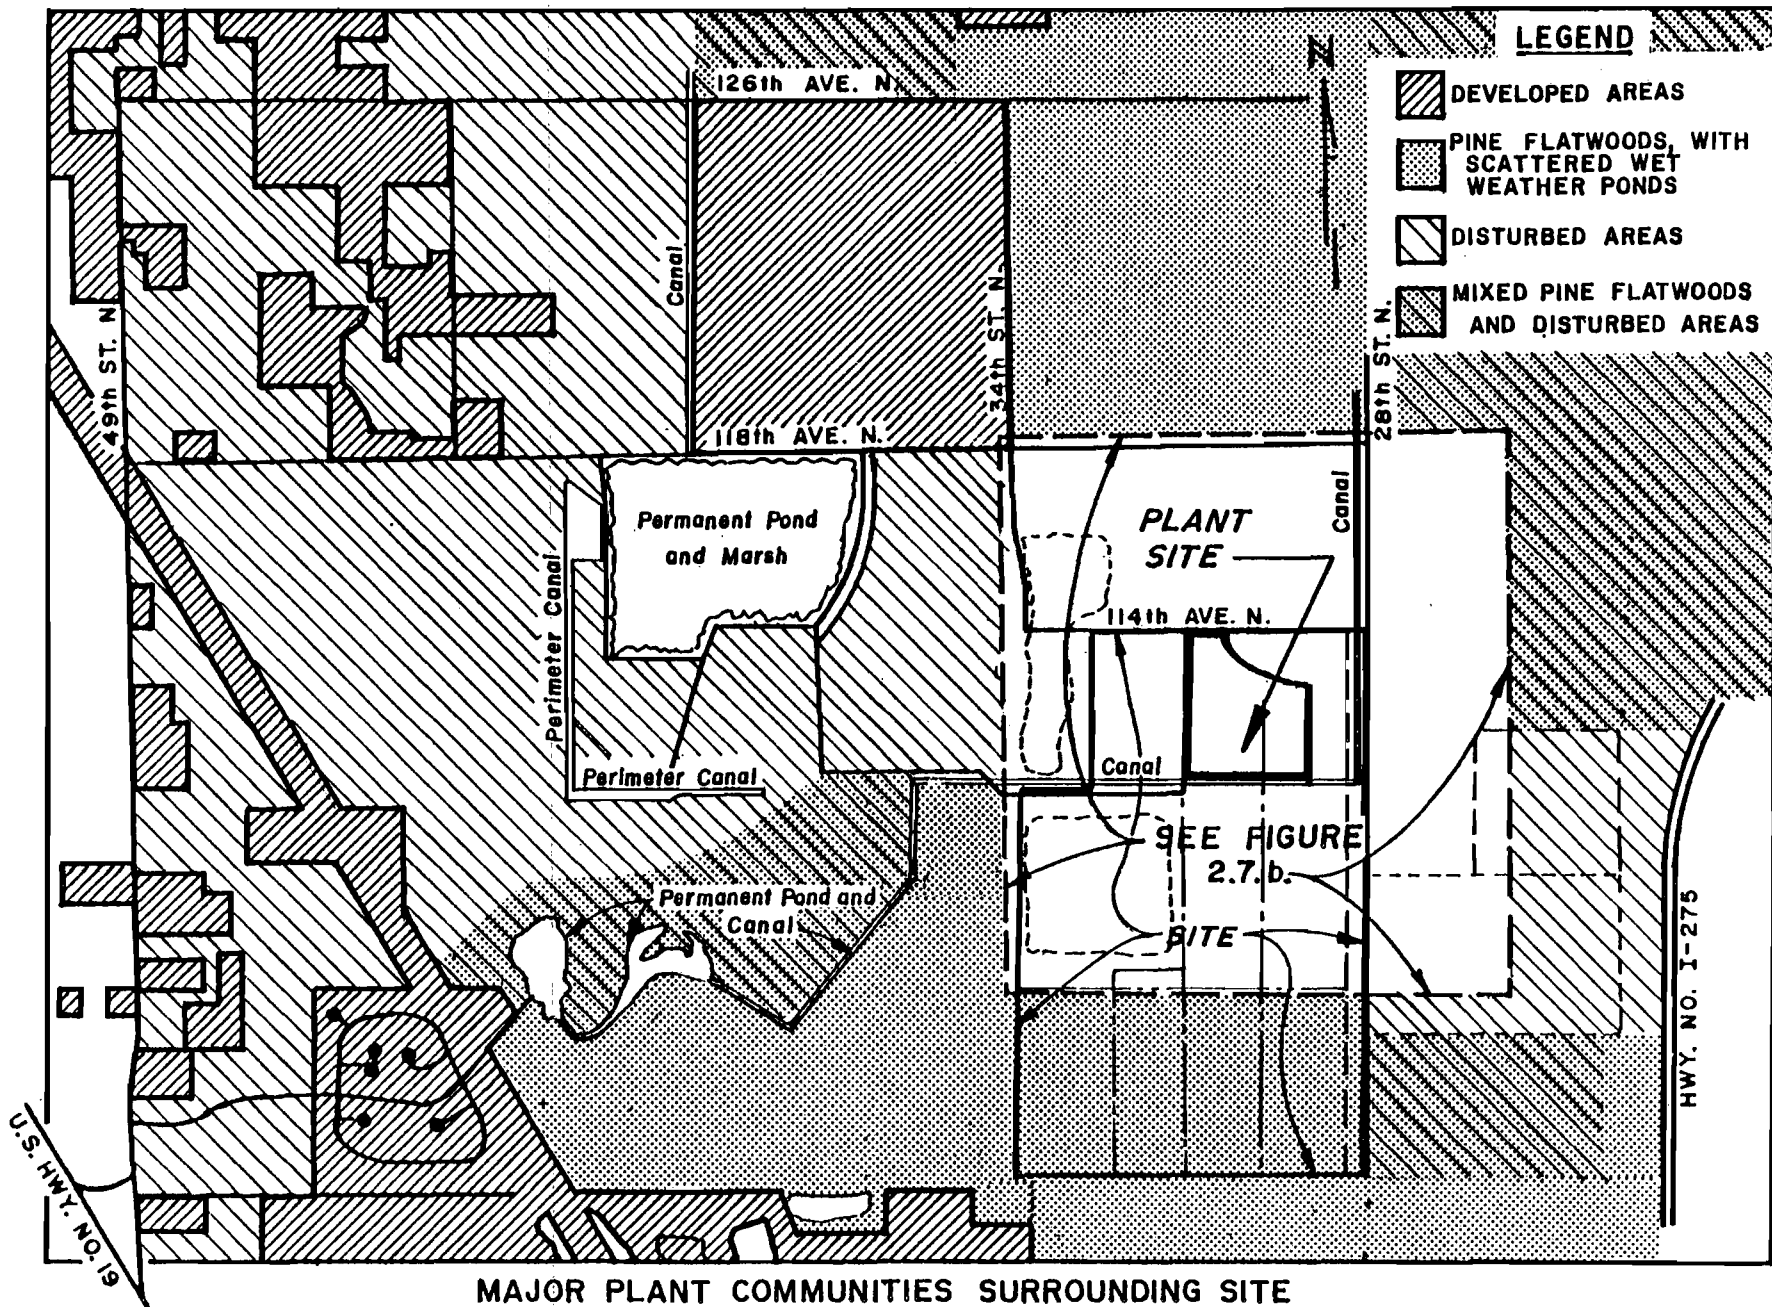 LEGEND
DEVELOPED AREAS
PINE FLATWOODS, WITH
SCATTERED WET
WEATHER PONDS
DISTURBED AREAS
MIXED PINE FLATWOODS
AND DISTURBED AREAS
N
126th AVE. N.
Canal
34th ST. N.
28th ST. N.
49th ST. N
118th AVE. N.
Permanent Pond
and Marsh
Perimeter Canal
Perimeter Canal
PLANT
SITE
Canal
114th AVE. N.
Canal
SEE FIGURE
2.7.b.
Permanent Pond and
Canal
SITE
HWY. NO. I-275
U.S. HWY. NO. 19
MAJOR PLANT COMMUNITIES SURROUNDING SITE